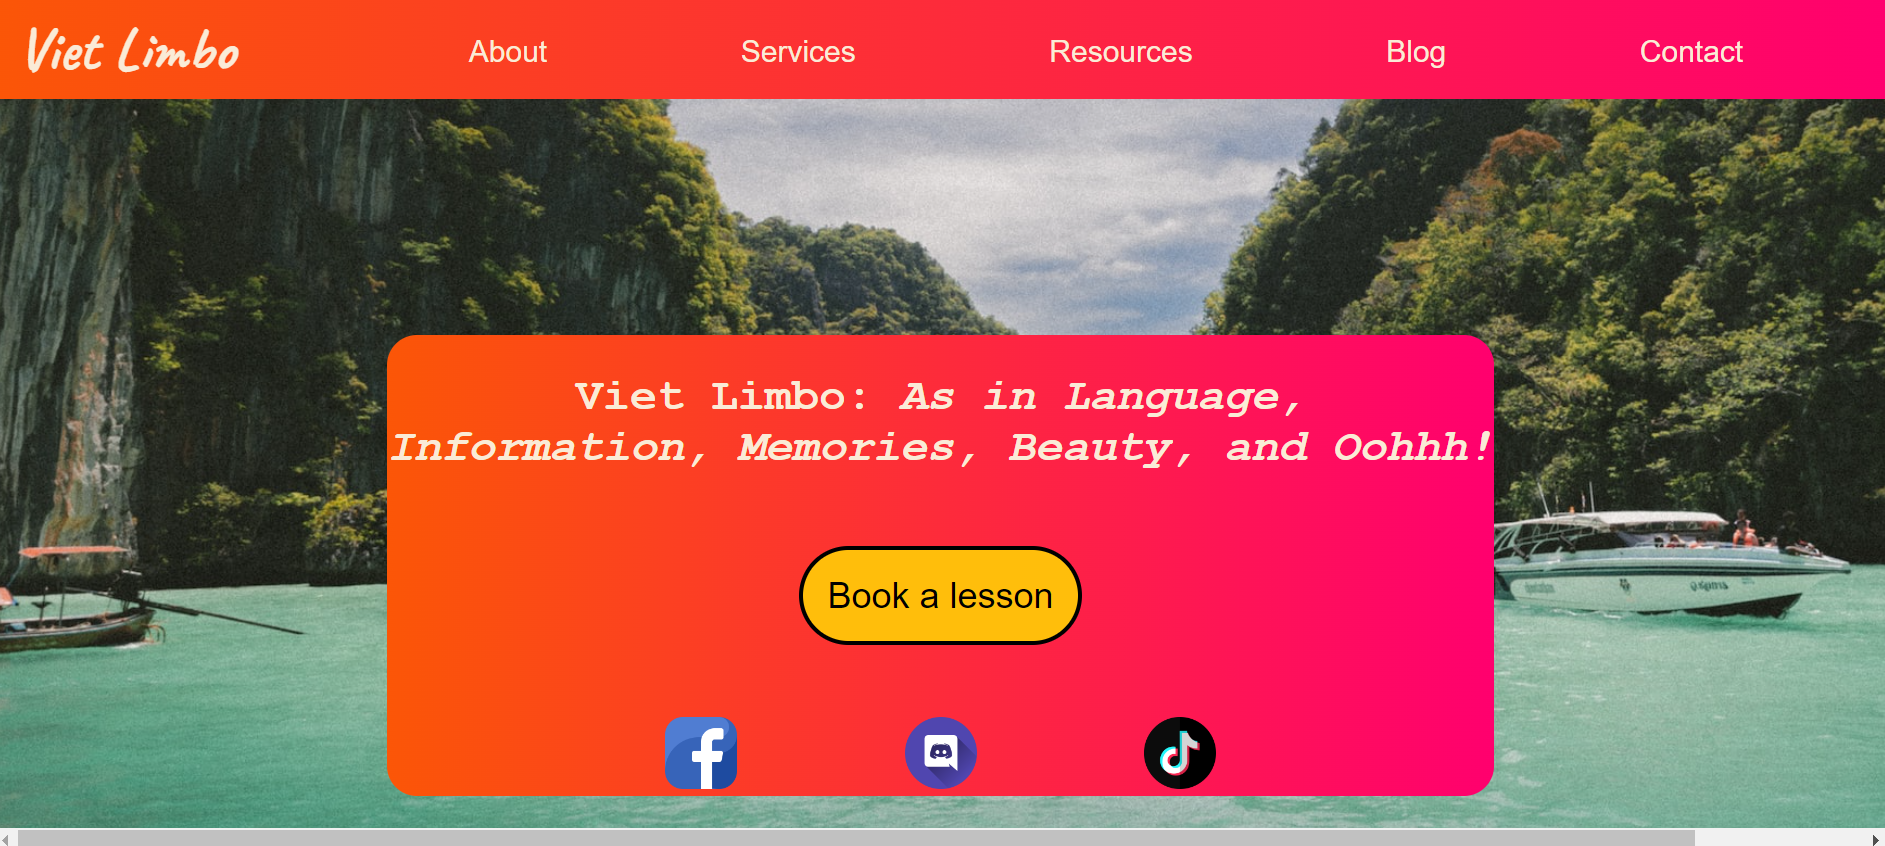 Viet Limbo
About
Services
Resources
Blog
Contact
Viet Limbo: As in Language,
Information, Memories, Beauty, and Oohhh!
Book a lesson